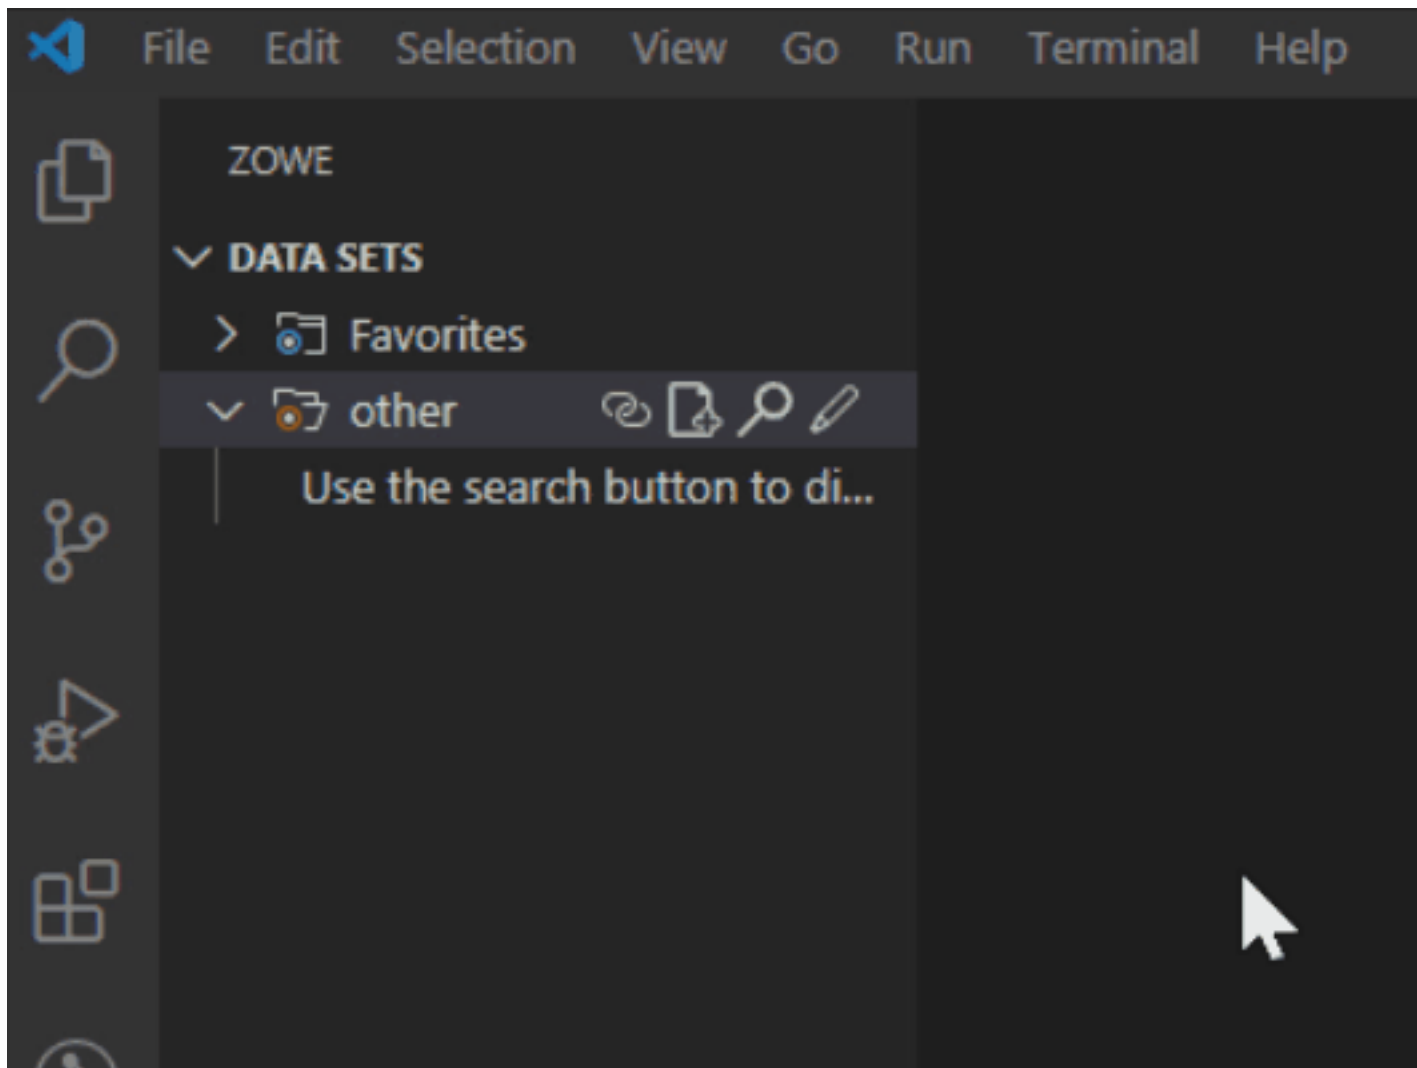 File Edit Selection View Go Run Terminal Help
ZOWE
DATA SETS
Favorites
other
Use the search button to di...